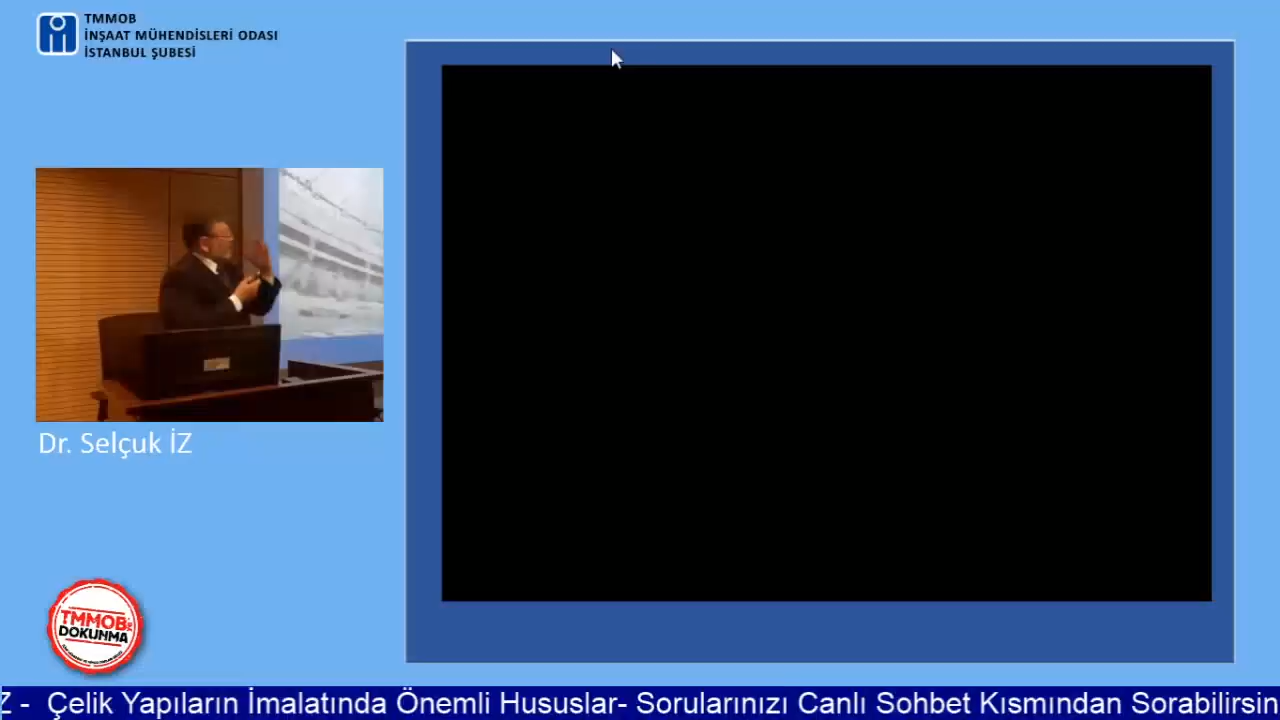 TMMOB
İNŞAAT MÜHENDİSLERİ ODASI
İSTANBUL ŞUBESİ
Dr. Selçuk İZ
TMMOB
DOKUNMA
Z - Çelik Yapıların İmalatında Önemli Hususlar- Sorularınızı Canlı Sohbet Kısmından Sorabilirsin